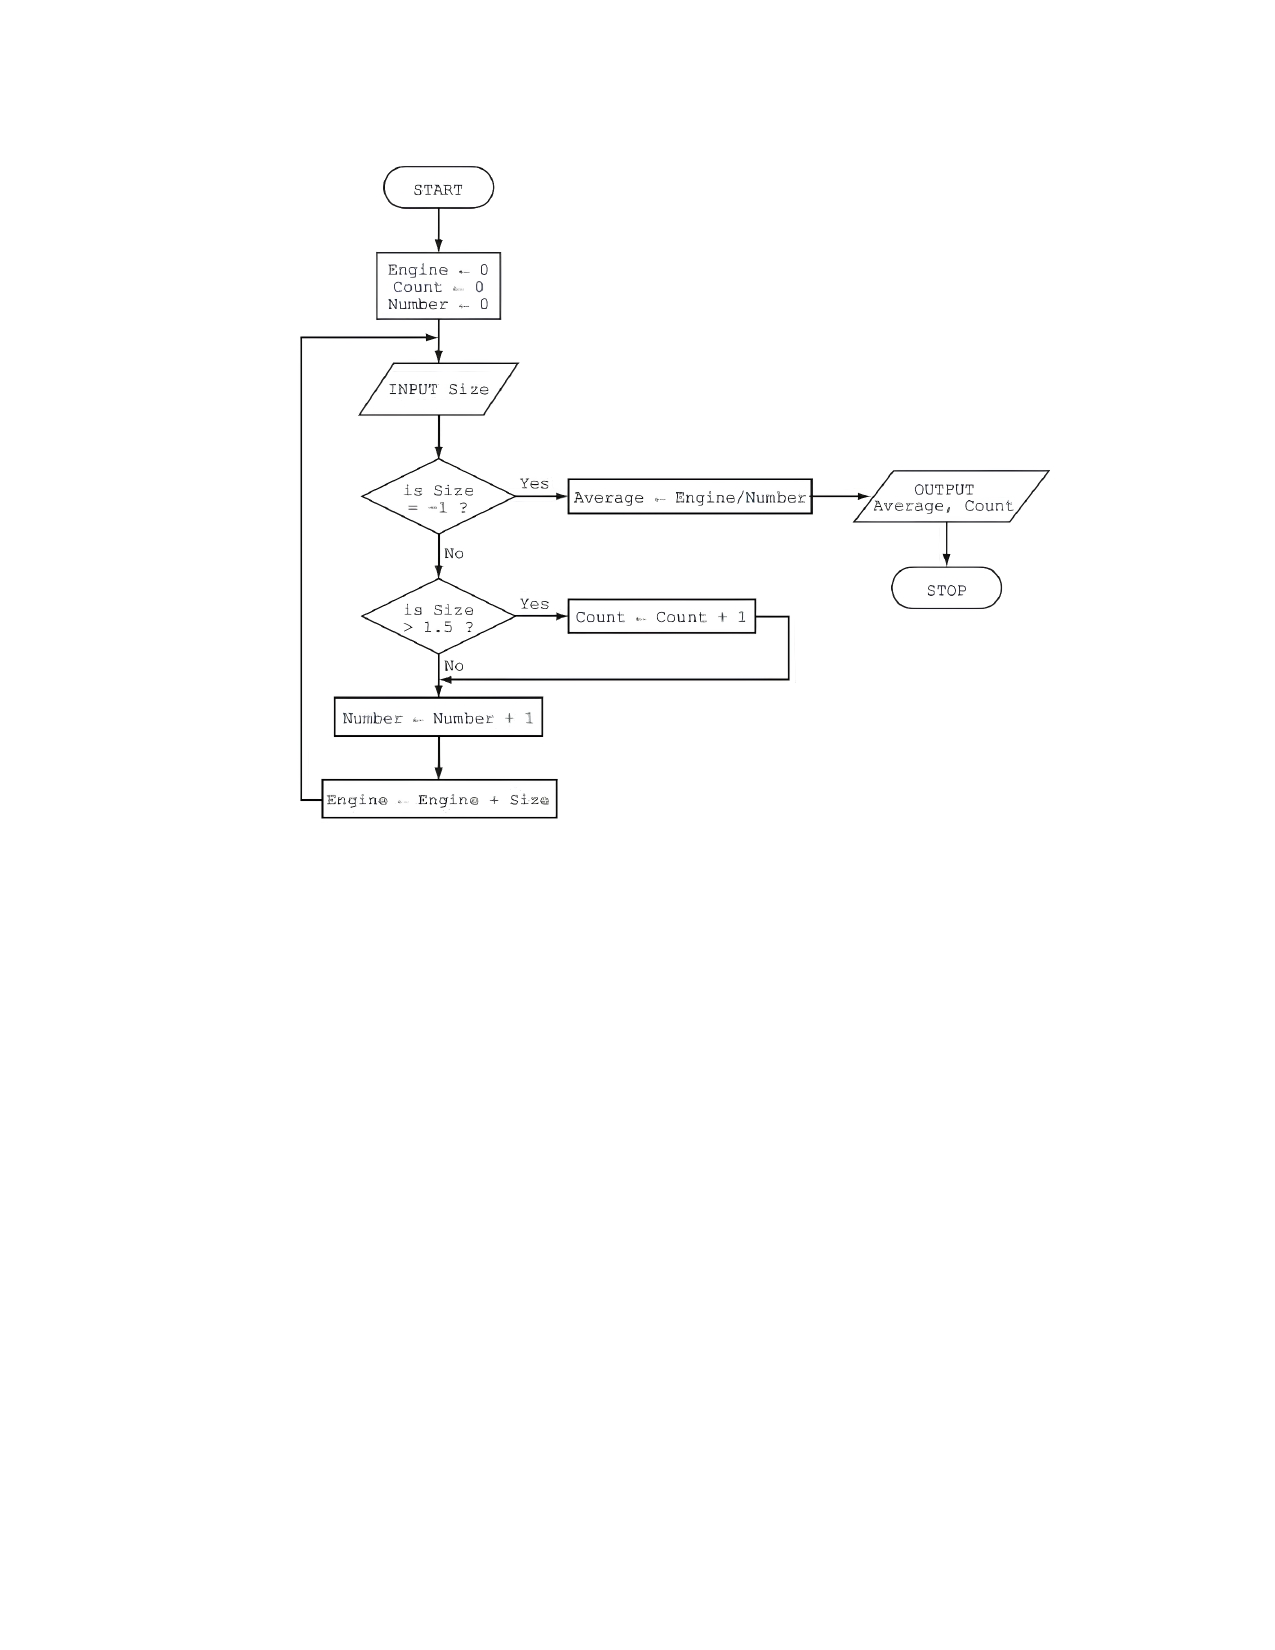 START
Engine ← 0
Count ← 0
Number ← 0
INPUT Size
is Size
= -1 ?
Yes
Average ← Engine/Number
OUTPUT
Average, Count
STOP
No
is Size
> 1.5 ?
Yes
Count ← Count + 1
No
Number ← Number + 1
Engine ← Engine + Size